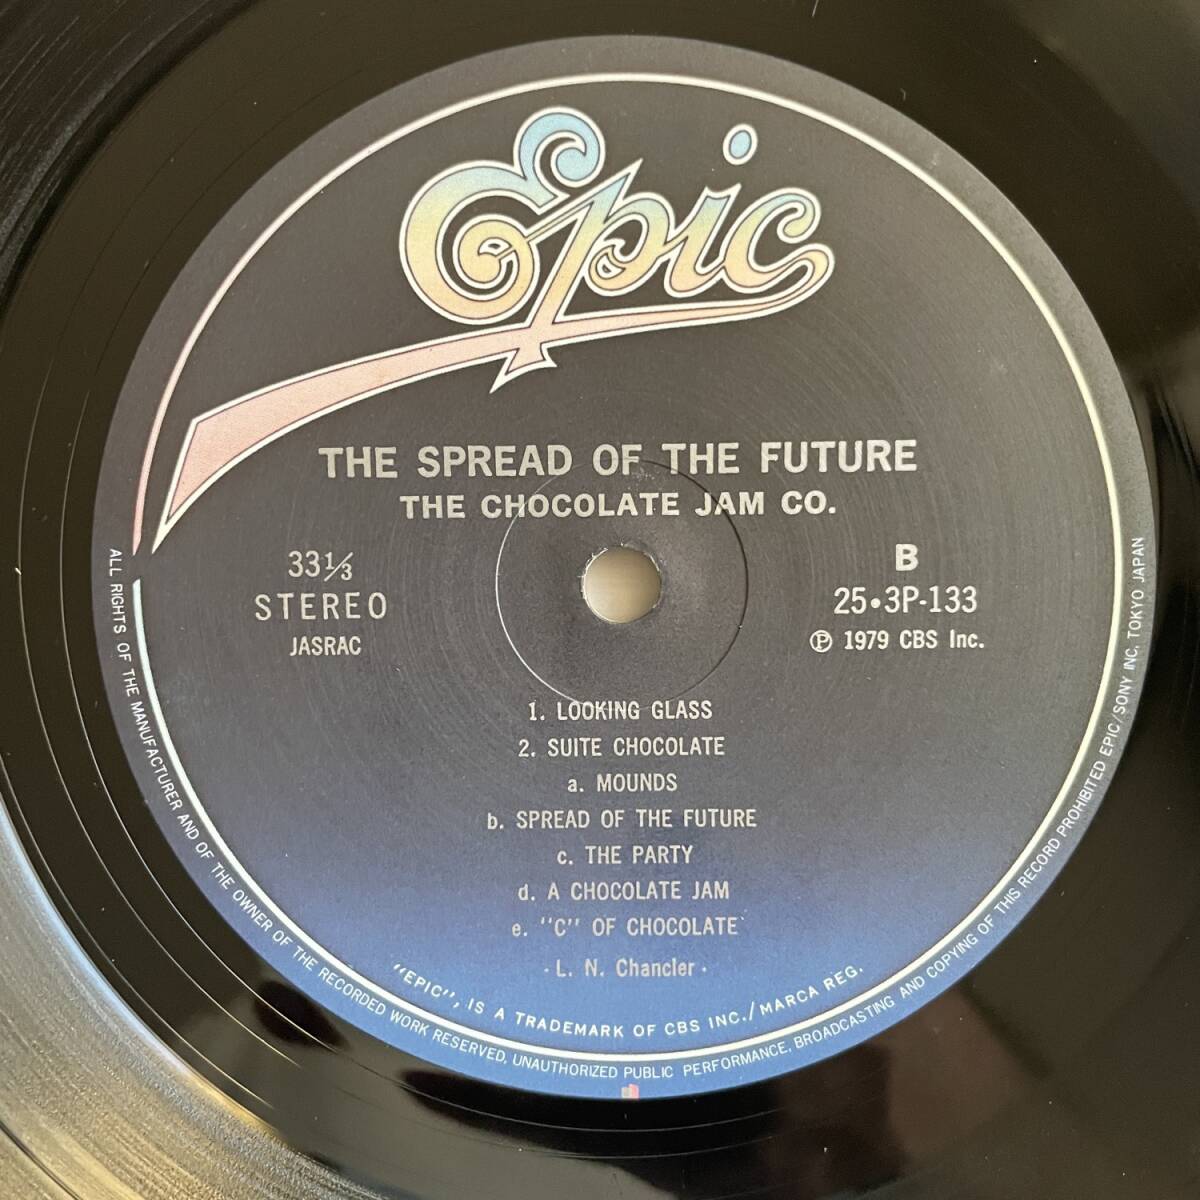 Epic
THE SPREAD OF THE FUTURE
THE CHOCOLATE JAM CO.
33⅓
STEREO
JASRAC
B
25•3P-133
Ⓟ 1979 CBS Inc.
1. LOOKING GLASS
2. SUITE CHOCOLATE
a. MOUNDS
b. SPREAD OF THE FUTURE
c. THE PARTY
d. A CHOCOLATE JAM
e. "C" OF CHOCOLATE
· L. N. Chancler ·
"EPIC", IS A TRADEMARK OF CBS INC./MARCA REG.
ALL RIGHTS OF THE MANUFACTURER AND OF THE OWNER OF THE RECORDED WORK RESERVED. UNAUTHORIZED PUBLIC PERFORMANCE, BROADCASTING AND COPYING OF THIS RECORD PROHIBITED EPIC/SONY INC. TOKYO JAPAN